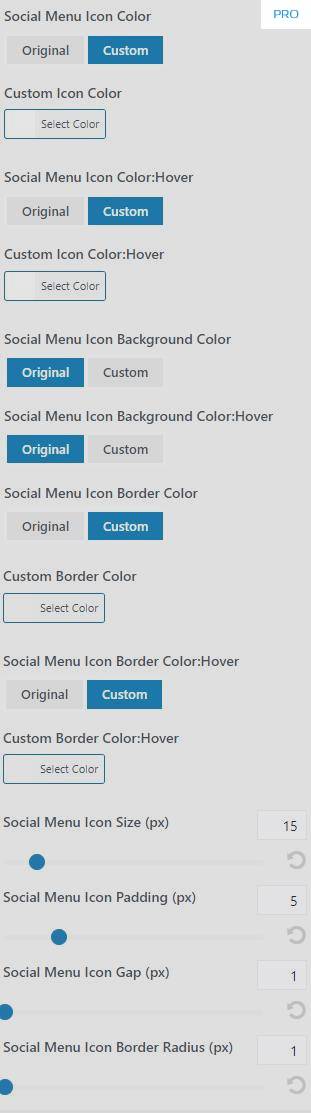 Social Menu Icon Color
PRO
Original Custom
Custom Icon Color
Select Color
Social Menu Icon Color:Hover
Original Custom
Custom Icon Color:Hover
Select Color
Social Menu Icon Background Color
Original Custom
Social Menu Icon Background Color:Hover
Original Custom
Social Menu Icon Border Color
Original Custom
Custom Border Color
Select Color
Social Menu Icon Border Color:Hover
Original Custom
Custom Border Color:Hover
Select Color
Social Menu Icon Size (px) 15
Social Menu Icon Padding (px) 5
Social Menu Icon Gap (px) 1
Social Menu Icon Border Radius (px) 1